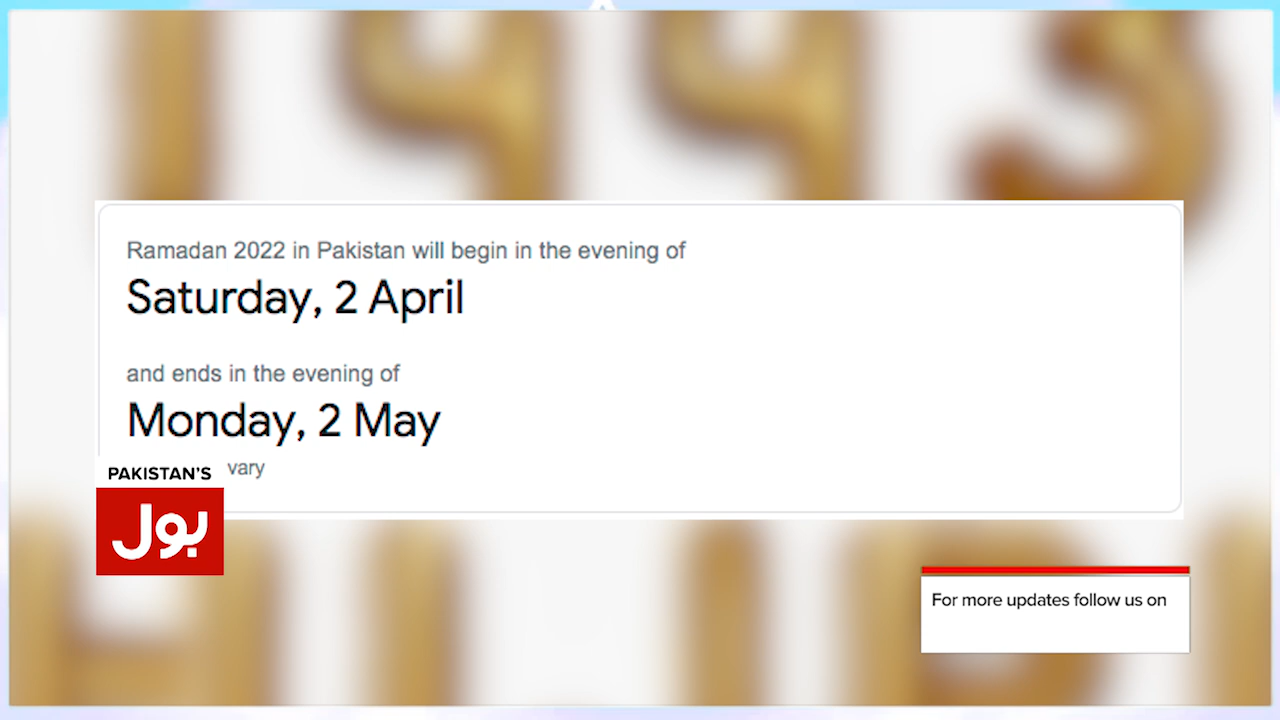 Ramadan 2022 in Pakistan will begin in the evening of
Saturday, 2 April
and ends in the evening of
Monday, 2 May
vary
PAKISTAN'S
بول
For more updates follow us on